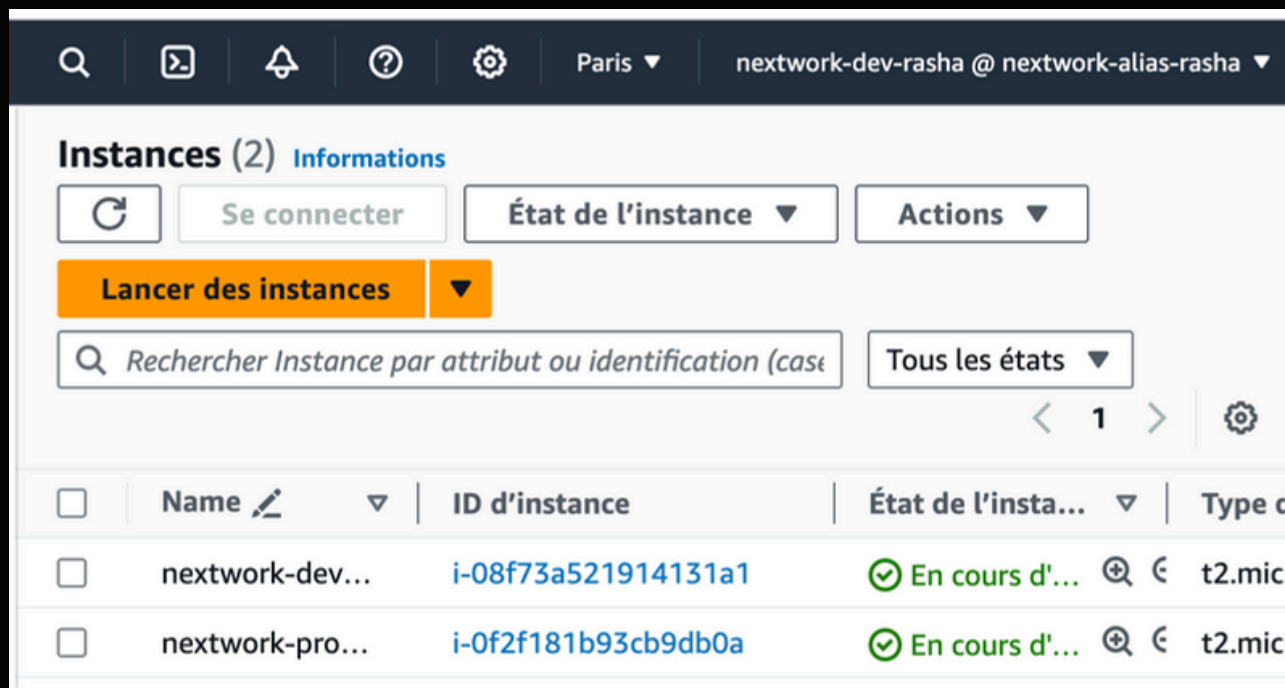 Paris ▼ nextwork-dev-rasha @ nextwork-alias-rasha ▼
Instances (2) Informations
Se connecter État de l'instance ▼ Actions ▼
Lancer des instances ▼
Rechercher Instance par attribut ou identification (case
Tous les états ▼
1
Name ID d'instance État de l'insta... Type d
nextwork-dev... i-08f73a521914131a1 En cours d'... t2.mic
nextwork-pro... i-0f2f181b93cb9db0a En cours d'... t2.mic